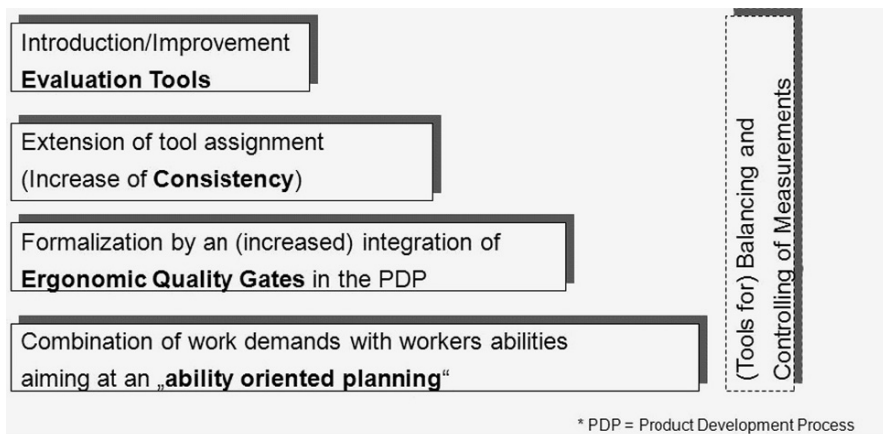 Introduction/Improvement
Evaluation Tools
Extension of tool assignment
(Increase of Consistency)
Formalization by an (increased) integration of
Ergonomic Quality Gates in the PDP
Combination of work demands with workers abilities
aiming at an „ability oriented planning“
(Tools for) Balancing and
Controlling of Measurements
* PDP = Product Development Process